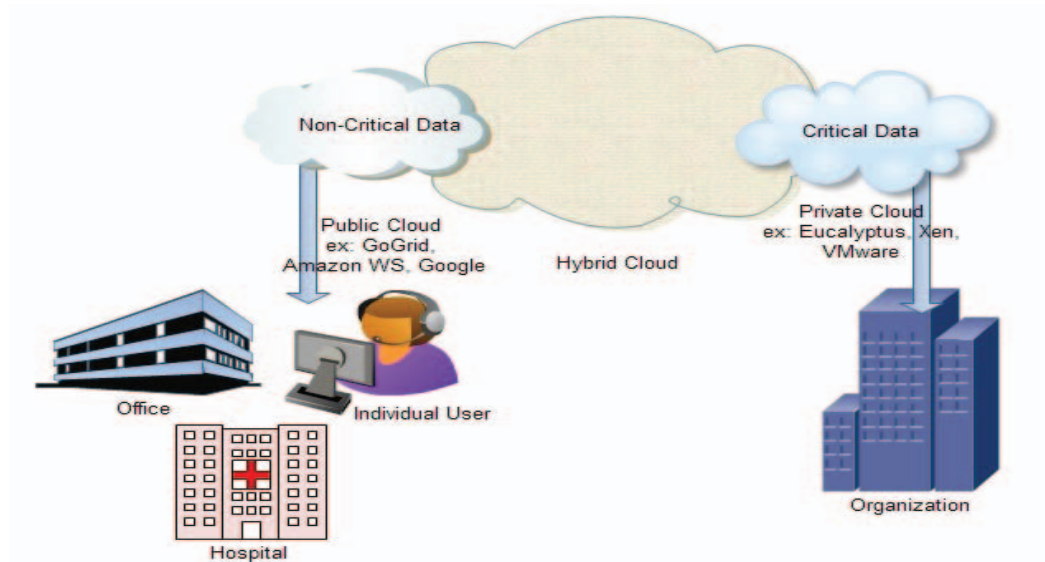 Non-Critical Data
Critical Data
Public Cloud
ex: GoGrid,
Amazon WS, Google
Hybrid Cloud
Private Cloud
ex: Eucalyptus, Xen,
VMware
Office
Individual User
Hospital
Organization